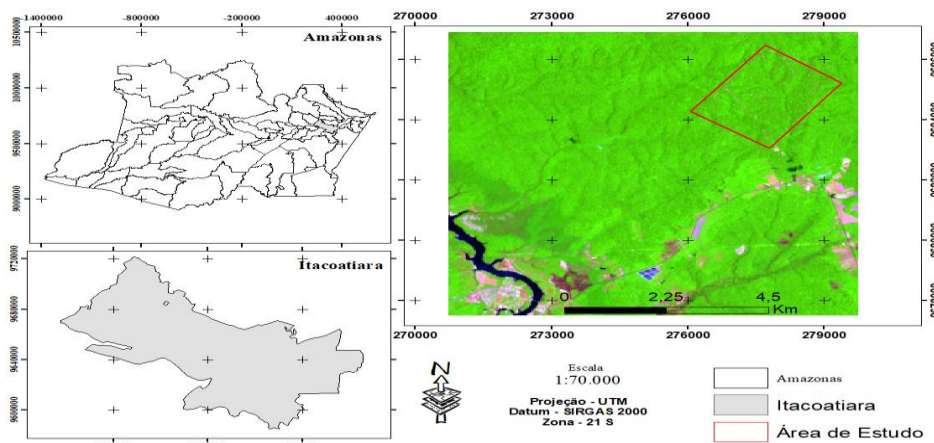 -1400000 -800000 -200000 400000
10500000
10000000
9500000
9000000
Amazonas
9720000
9680000
9640000
9600000
Itacoatiara
270000 273000 276000 279000
0 2,25 4,5
Km
270000 273000 276000 279000
N
Escala
1:70.000
Projeção - UTM
Datum - SIRGAS 2000
Zona - 21 S
Amazonas
Itacoatiara
Área de Estudo